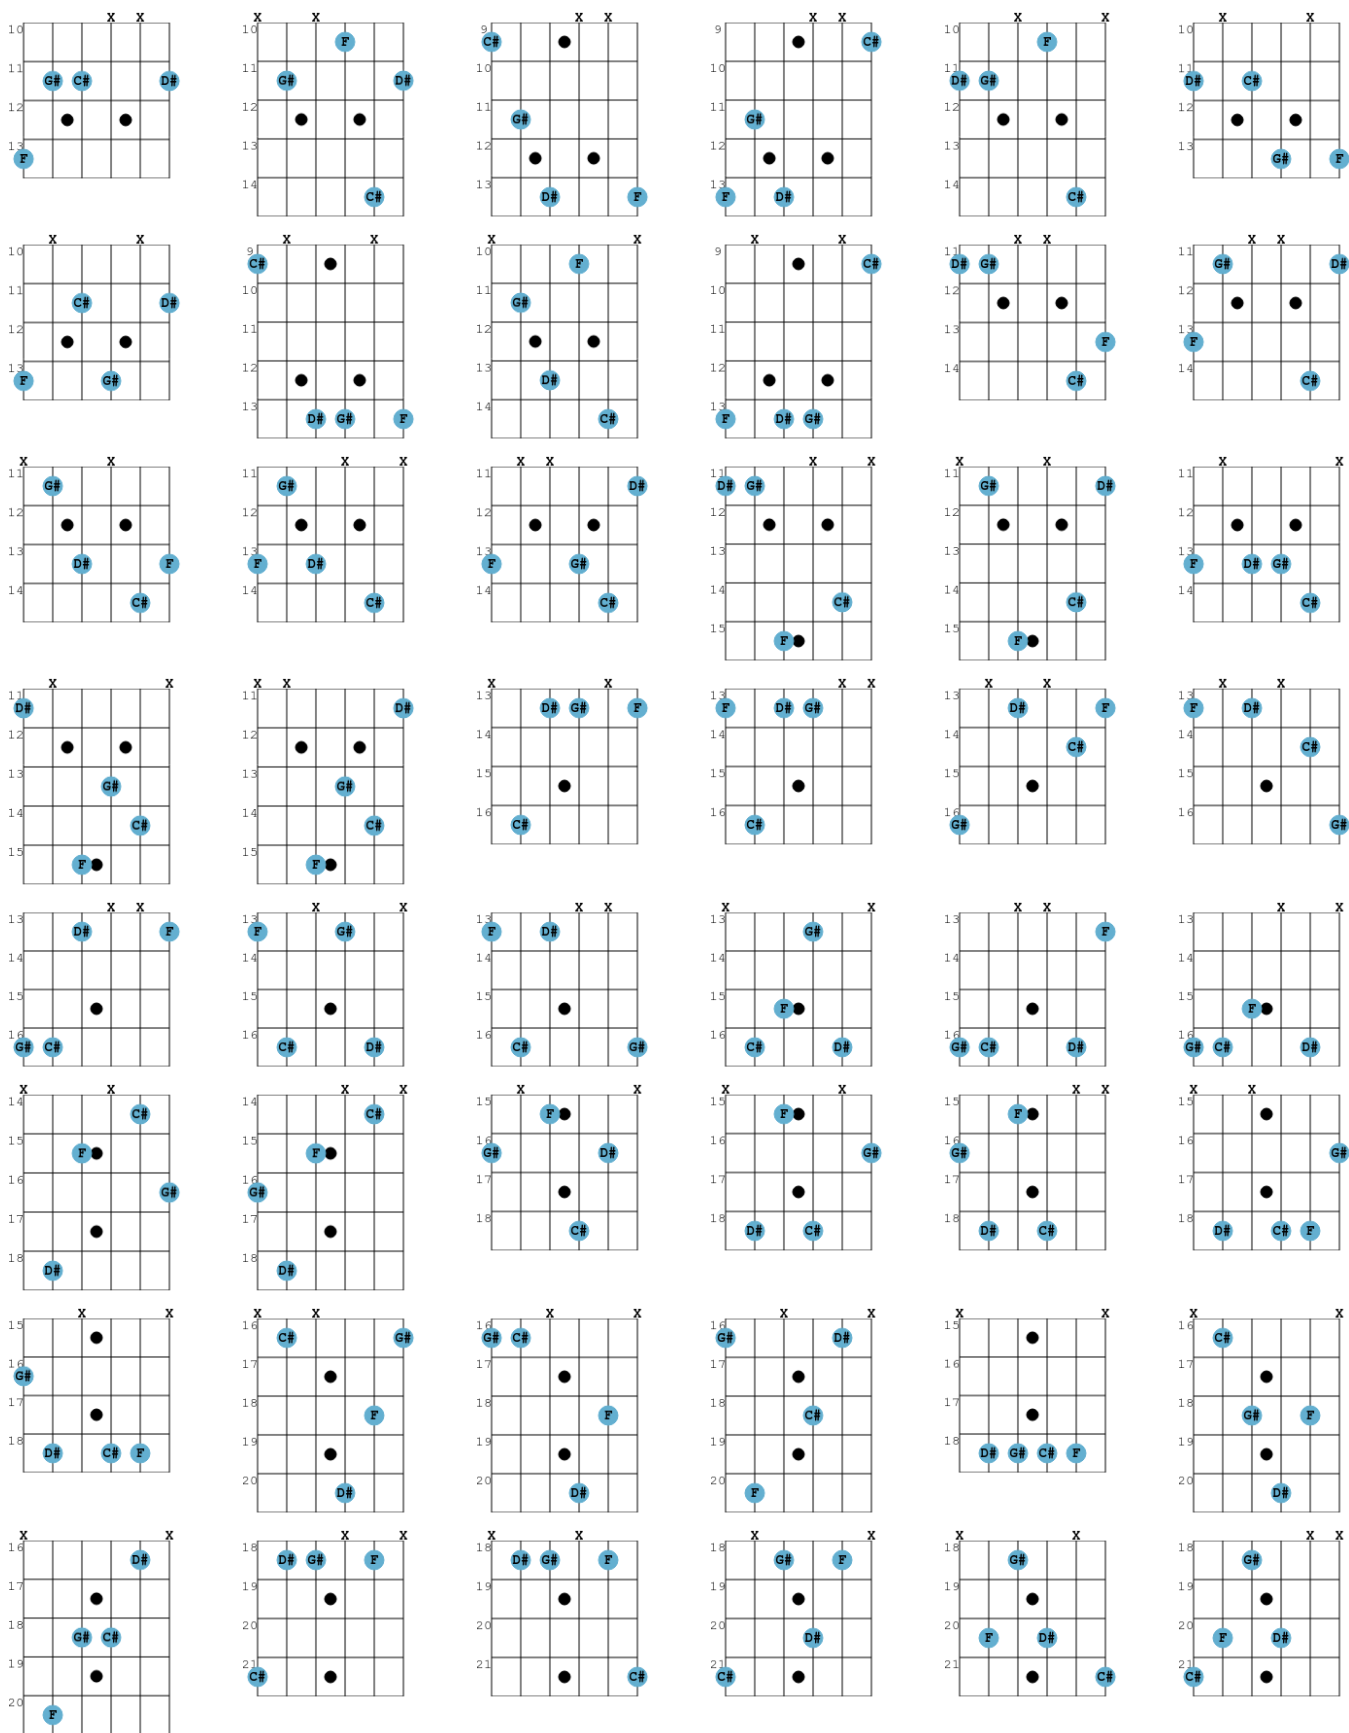 X X
10
11 G# C# D#
12
13 F
X X
10 F
11 G# D#
12
13
14 C#
X X
9 C#
10
11 G#
12
13 D# F
X X
9 C#
10
11 G#
12
13 F D#
X X
10 F
11 D# G#
12
13
14 C#
X X
10
11 D# C#
12
13 G# F
X X
10
11 C# D#
12
13 F G#
X X
9 C#
10
11
12
13 D# G# F
X X
10 F
11 G#
12
13 D#
14 C#
X X
9 C#
10
11
12
13 F D# G#
X X
11 D# G#
12
13 F
14 C#
X X
11 G# D#
12
13 F
14 C#
X X
11 G#
12
13 D# F
14 C#
X X
11 G#
12
13 F D#
14 C#
X X
11 D#
12
13 F G#
14 C#
X X
11 D# G#
12
13
14 C#
15 F
X X
11 G# D#
12
13
14 C#
15 F
X X
11
12
13 F D# G#
14 C#
X X
11 D#
12
13 G#
14 C#
15 F
X X
11 D#
12
13 G#
14 C#
15 F
X X
13 D# G# F
14
15
16 C#
X X
13 F D# G#
14
15
16 C#
X X
13 D# F
14 C#
15
16 G#
X X
13 F D#
14 C#
15
16 G#
X X
13 D# F
14
15
16 G# C#
X X
13 F G#
14
15
16 C# D#
X X
13 F D#
14
15
16 C# G#
X X
13 G#
14
15 F
16 C# D#
X X
13 F
14
15
16 G# C# D#
X X
13
14
15 F
16 G# C# D#
X X
14 C#
15 F
16 G#
17
18 D#
X X
14 C#
15 F
16 G#
17
18 D#
X X
15 F
16 G# D#
17
18 C#
X X
15 F
16 G#
17
18 D# C#
X X
15 F
16 G#
17
18 D# C#
X X
15
16 G#
17
18 D# C# F
X X
15
16 G#
17
18 D# C# F
X X
16 C# G#
17
18 F
19
20 D#
X X
16 G# C#
17
18 F
19
20 D#
X X
16 G# D#
17
18 C#
19
20 F
X X
15
16
17
18 D# G# C# F
X X
16 C#
17
18 G# F
19
20 D#
X X
16 D#
17
18 G# C#
19
20 F
X X
18 D# G# F
19
20
21 C#
X X
18 D# G# F
19
20
21 C#
X X
18 G# F
19
20 D#
21 C#
X X
18 G#
19
20 F D#
21 C#
X X
18 G#
19
20 F D#
21 C#